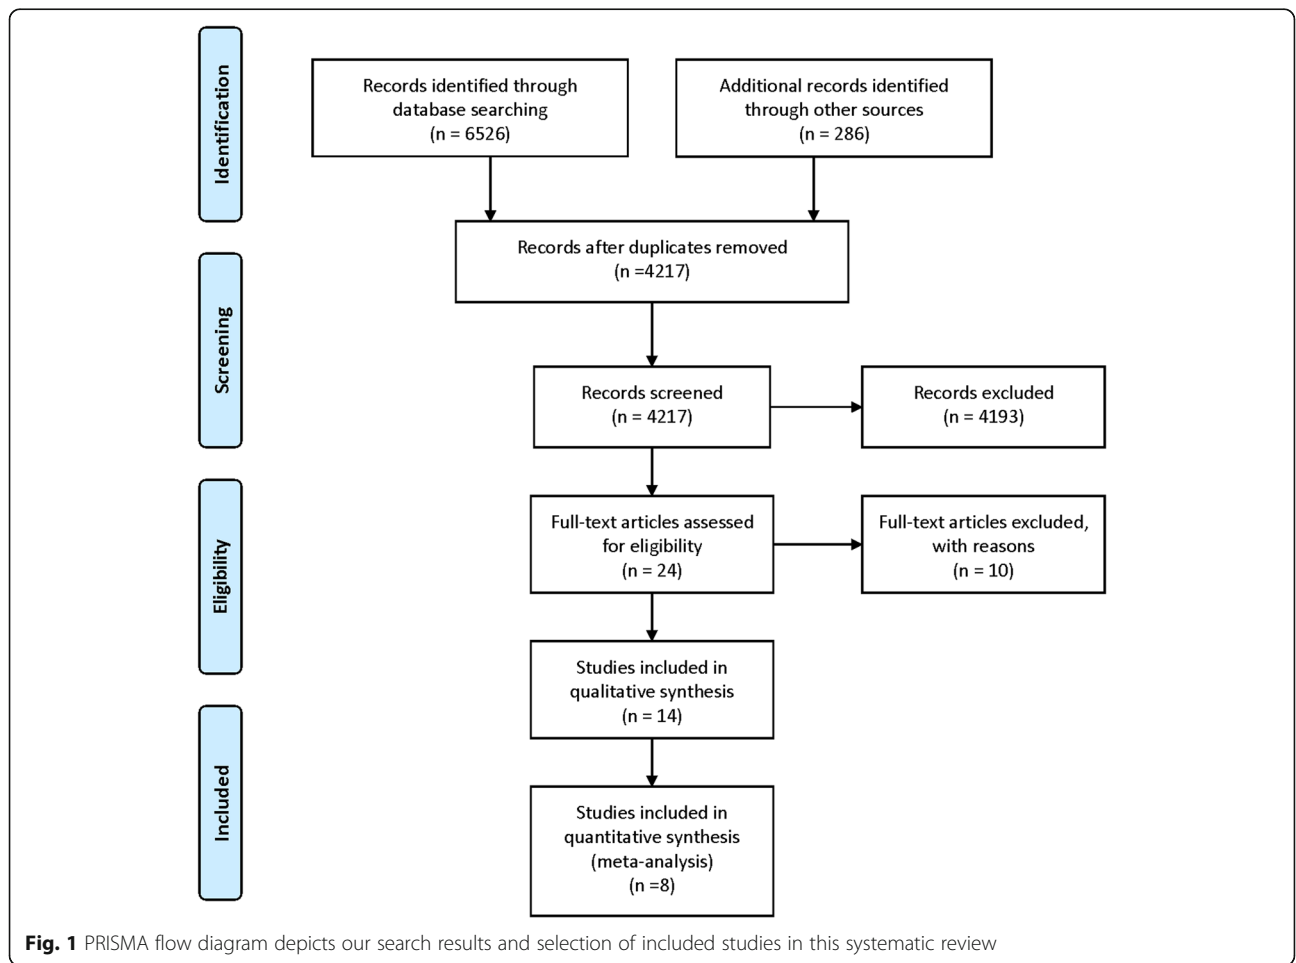 Identification
Records identified through
database searching
(n = 6526)
Additional records identified
through other sources
(n = 286)
Records after duplicates removed
(n =4217)
Screening
Records screened
(n = 4217)
Records excluded
(n = 4193)
Eligibility
Full-text articles assessed
for eligibility
(n = 24)
Full-text articles excluded,
with reasons
(n = 10)
Studies included in
qualitative synthesis
(n = 14)
Included
Studies included in
quantitative synthesis
(meta-analysis)
(n =8)
Fig. 1 PRISMA flow diagram depicts our search results and selection of included studies in this systematic review